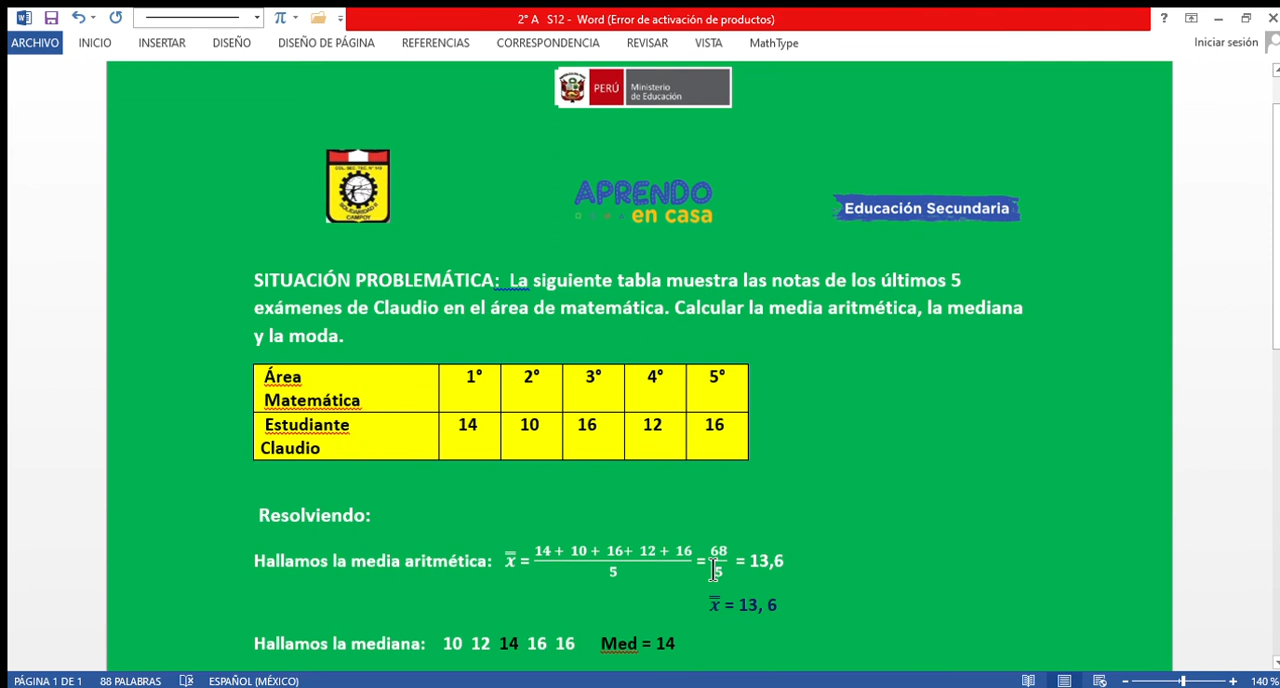 2° A   S12 -  Word (Error de activación de productos)
ARCHIVO INICIO INSERTAR DISEÑO DISEÑO DE PÁGINA REFERENCIAS CORRESPONDENCIA REVISAR VISTA MathType Iniciar sesión
PERÚ Ministerio
de Educación
SOLIDARIDAD II
CAMPOY
APRENDO
en casa
Educación Secundaria
SITUACIÓN PROBLEMÁTICA:  La siguiente tabla muestra las notas de los últimos 5
exámenes de Claudio en el área de matemática. Calcular la media aritmética, la mediana
y la moda.
Área Matemática 1° 2° 3° 4° 5°
Estudiante Claudio 14 10 16 12 16
Resolviendo:
Hallamos la media aritmética:   x̿ = (14 + 10 + 16+ 12 + 16)/5 = 68/5 = 13,6
x̿ = 13, 6
Hallamos la mediana:   10 12 14 16 16   Med = 14
PÁGINA 1 DE 1 88 PALABRAS ESPAÑOL (MÉXICO) 140 %